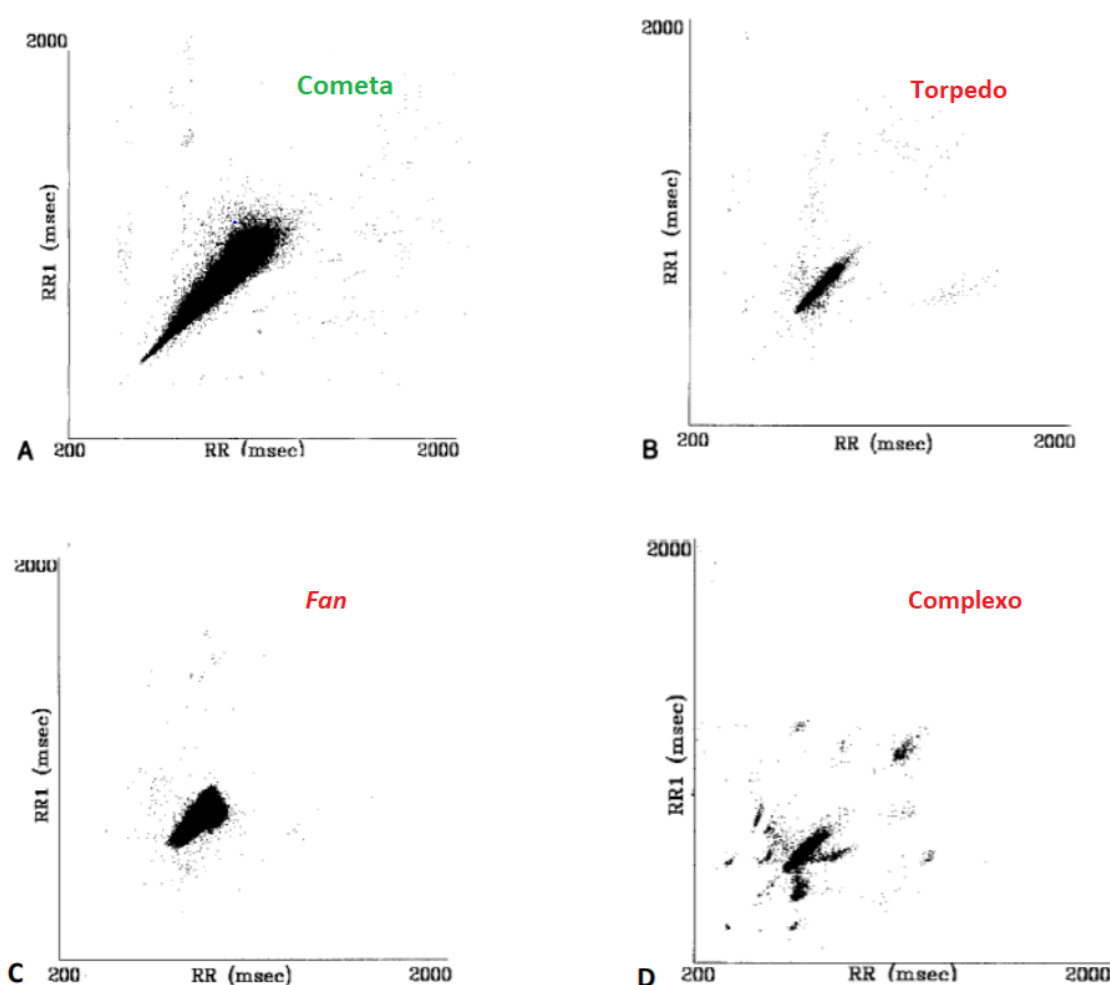 2000
Cometa
RR1 (msec)
A
200
RR (msec)
2000
2000
Torpedo
RR1 (msec)
B
200
RR (msec)
2000
2000
Fan
RR1 (msec)
C
200
RR (msec)
2000
2000
Complexo
RR1 (msec)
D
200
RR (msec)
2000